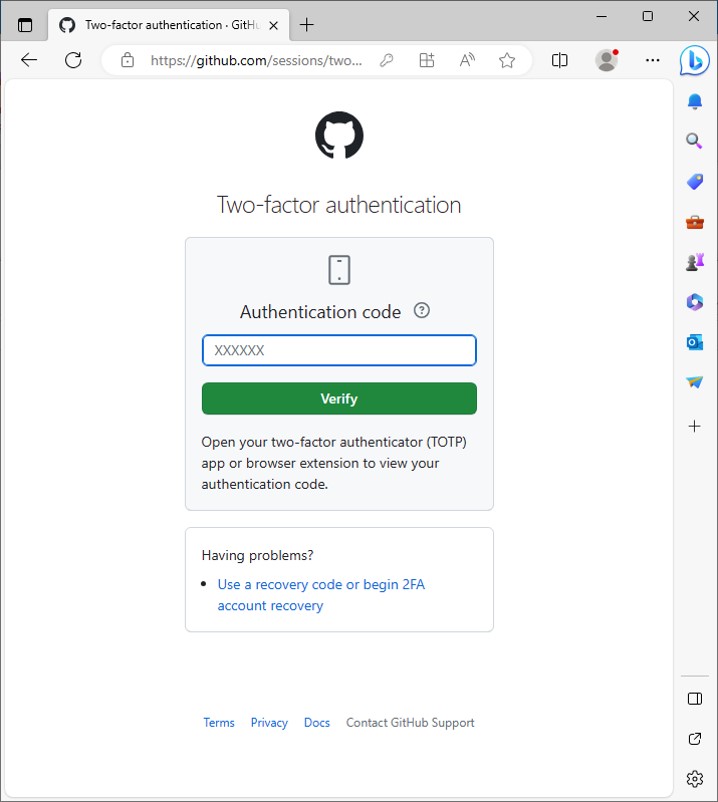 Two-factor authentication · GitHu
https://github.com/sessions/two...
Two-factor authentication
Authentication code
XXXXXX
Verify
Open your two-factor authenticator (TOTP)
app or browser extension to view your
authentication code.
Having problems?
Use a recovery code or begin 2FA
account recovery
Terms Privacy Docs Contact GitHub Support